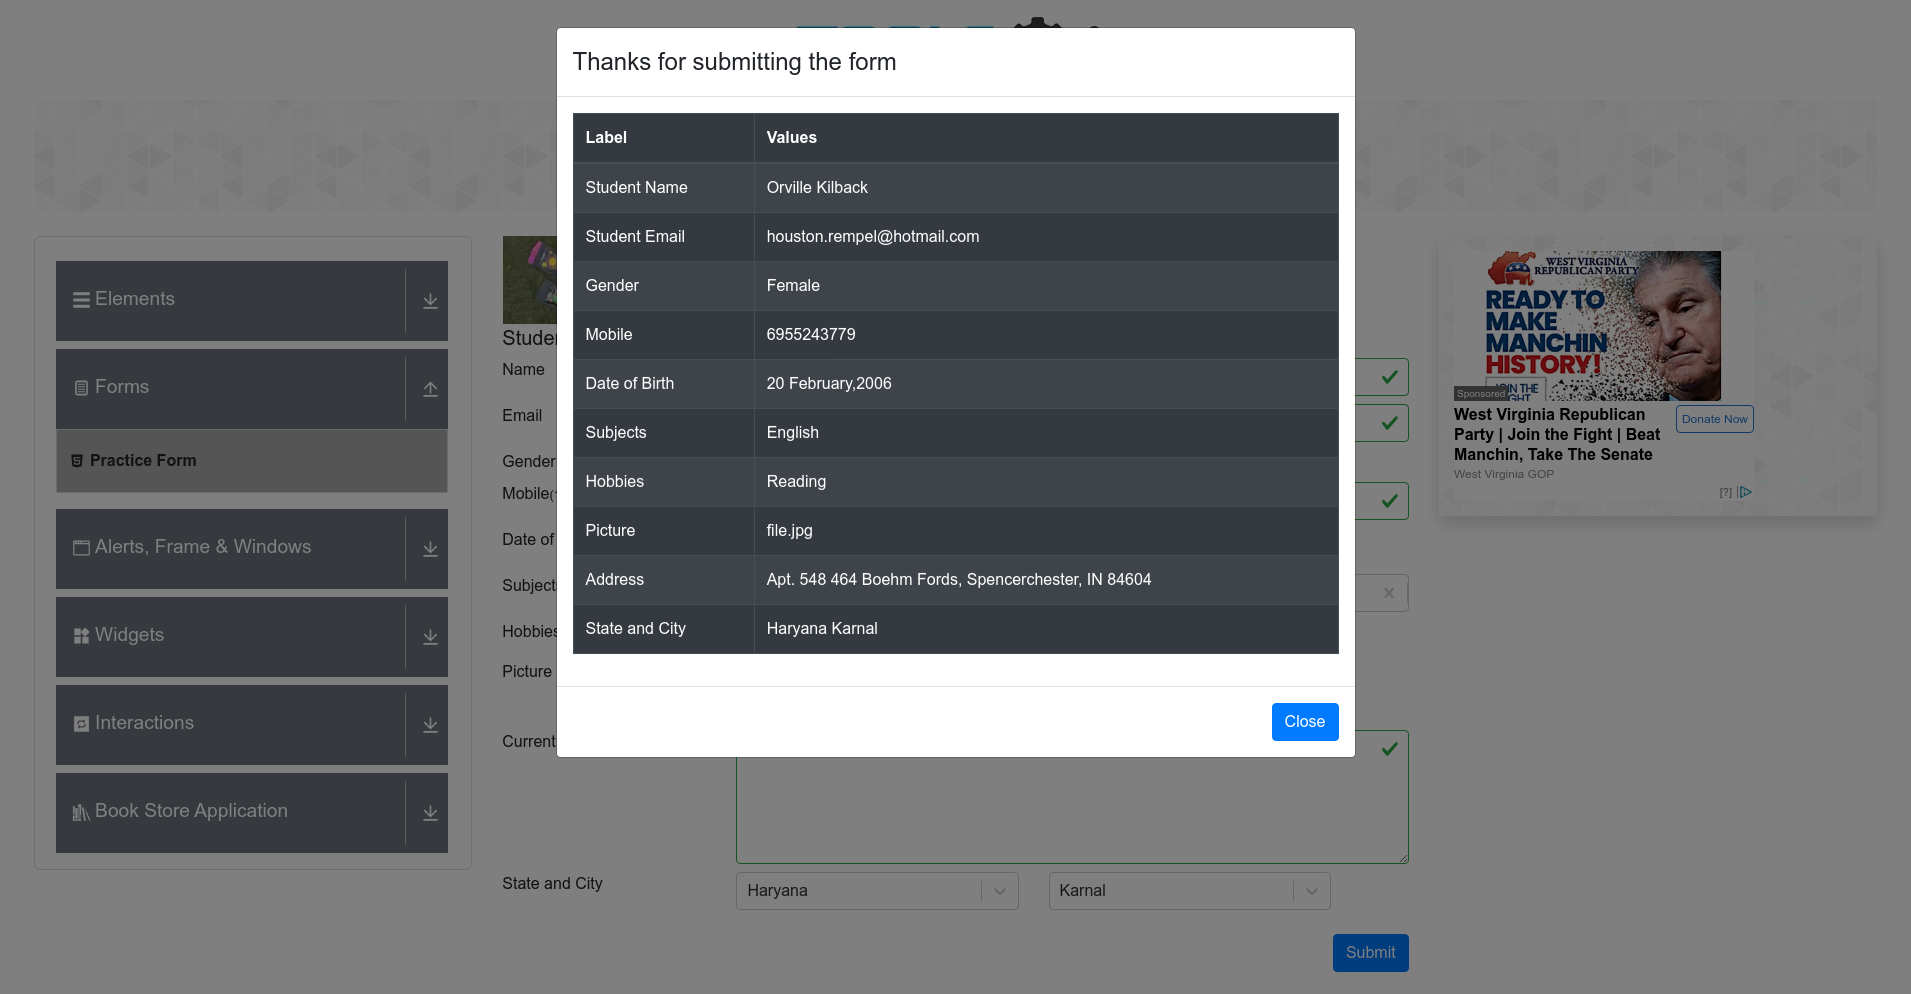 Thanks for submitting the form
Label Values
Student Name Orville Kilback
Student Email houston.rempel@hotmail.com
Gender Female
Mobile 6955243779
Date of Birth 20 February,2006
Subjects English
Hobbies Reading
Picture file.jpg
Address Apt. 548 464 Boehm Fords, Spencerchester, IN 84604
State and City Haryana Karnal
Close
Elements
Forms
Practice Form
Alerts, Frame & Windows
Widgets
Interactions
Book Store Application
Name
Email
Gender
Date of
Picture
Current
State and City Haryana Karnal
Submit
WEST VIRGINIA
REPUBLICAN PARTY
READY TO
MAKE
MANCHIN
HISTORY!
JOIN THE
Sponsored
West Virginia Republican
Party | Join the Fight | Beat
Manchin, Take The Senate
Donate Now
West Virginia GOP
[?]